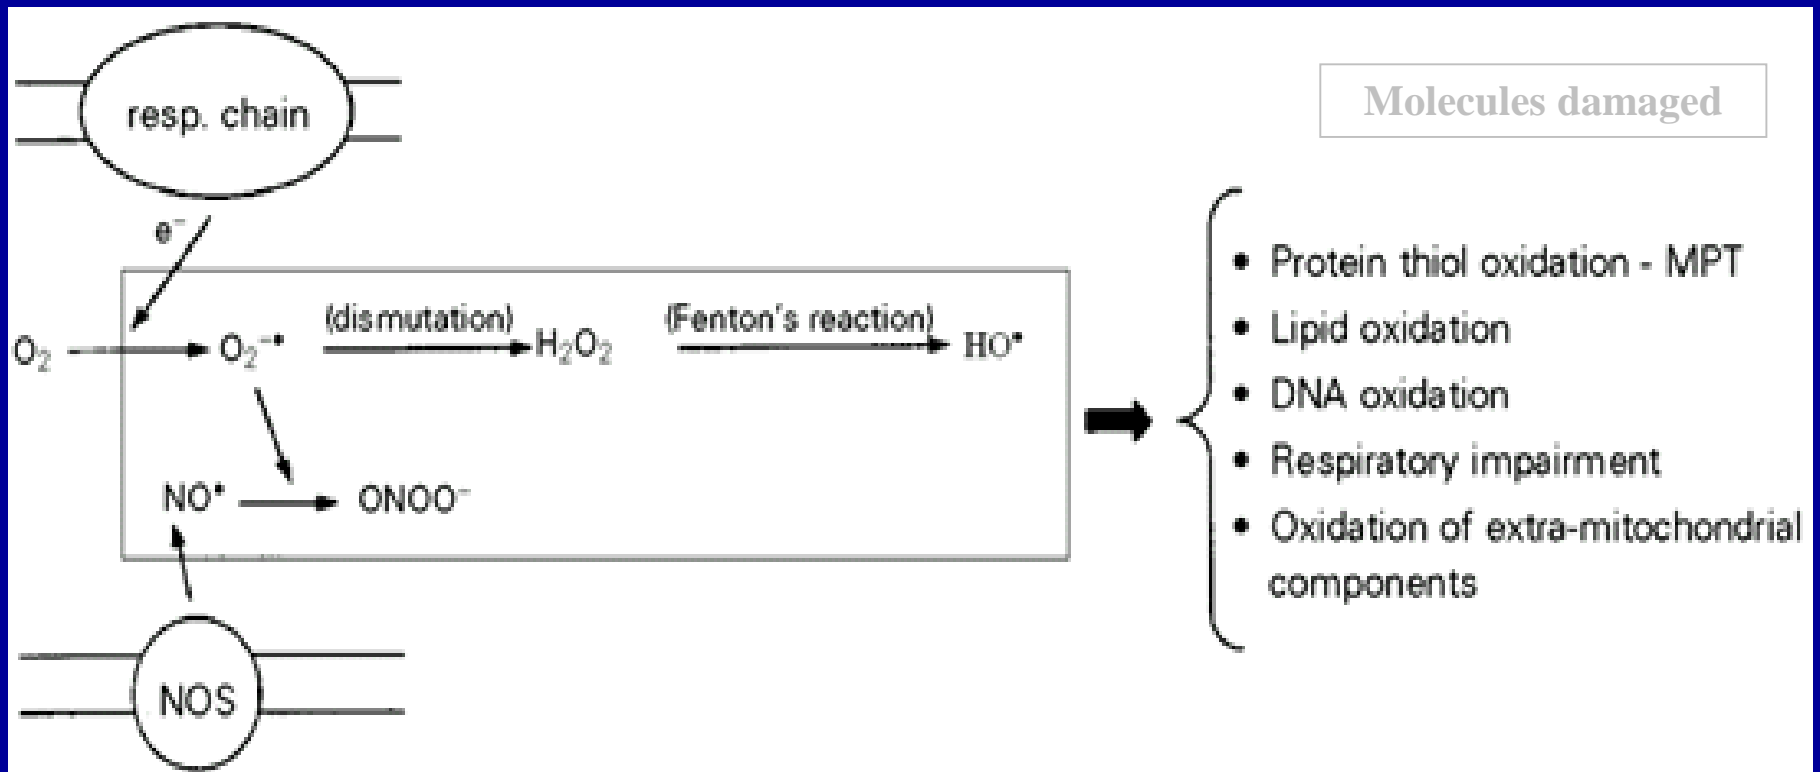 resp. chain
Molecules damaged
e⁻
O₂
O₂⁻•
(dismutation)
H₂O₂
(Fenton's reaction)
HO•
NO•
ONOO⁻
NOS
• Protein thiol oxidation - MPT
• Lipid oxidation
• DNA oxidation
• Respiratory impairment
• Oxidation of extra-mitochondrial
components